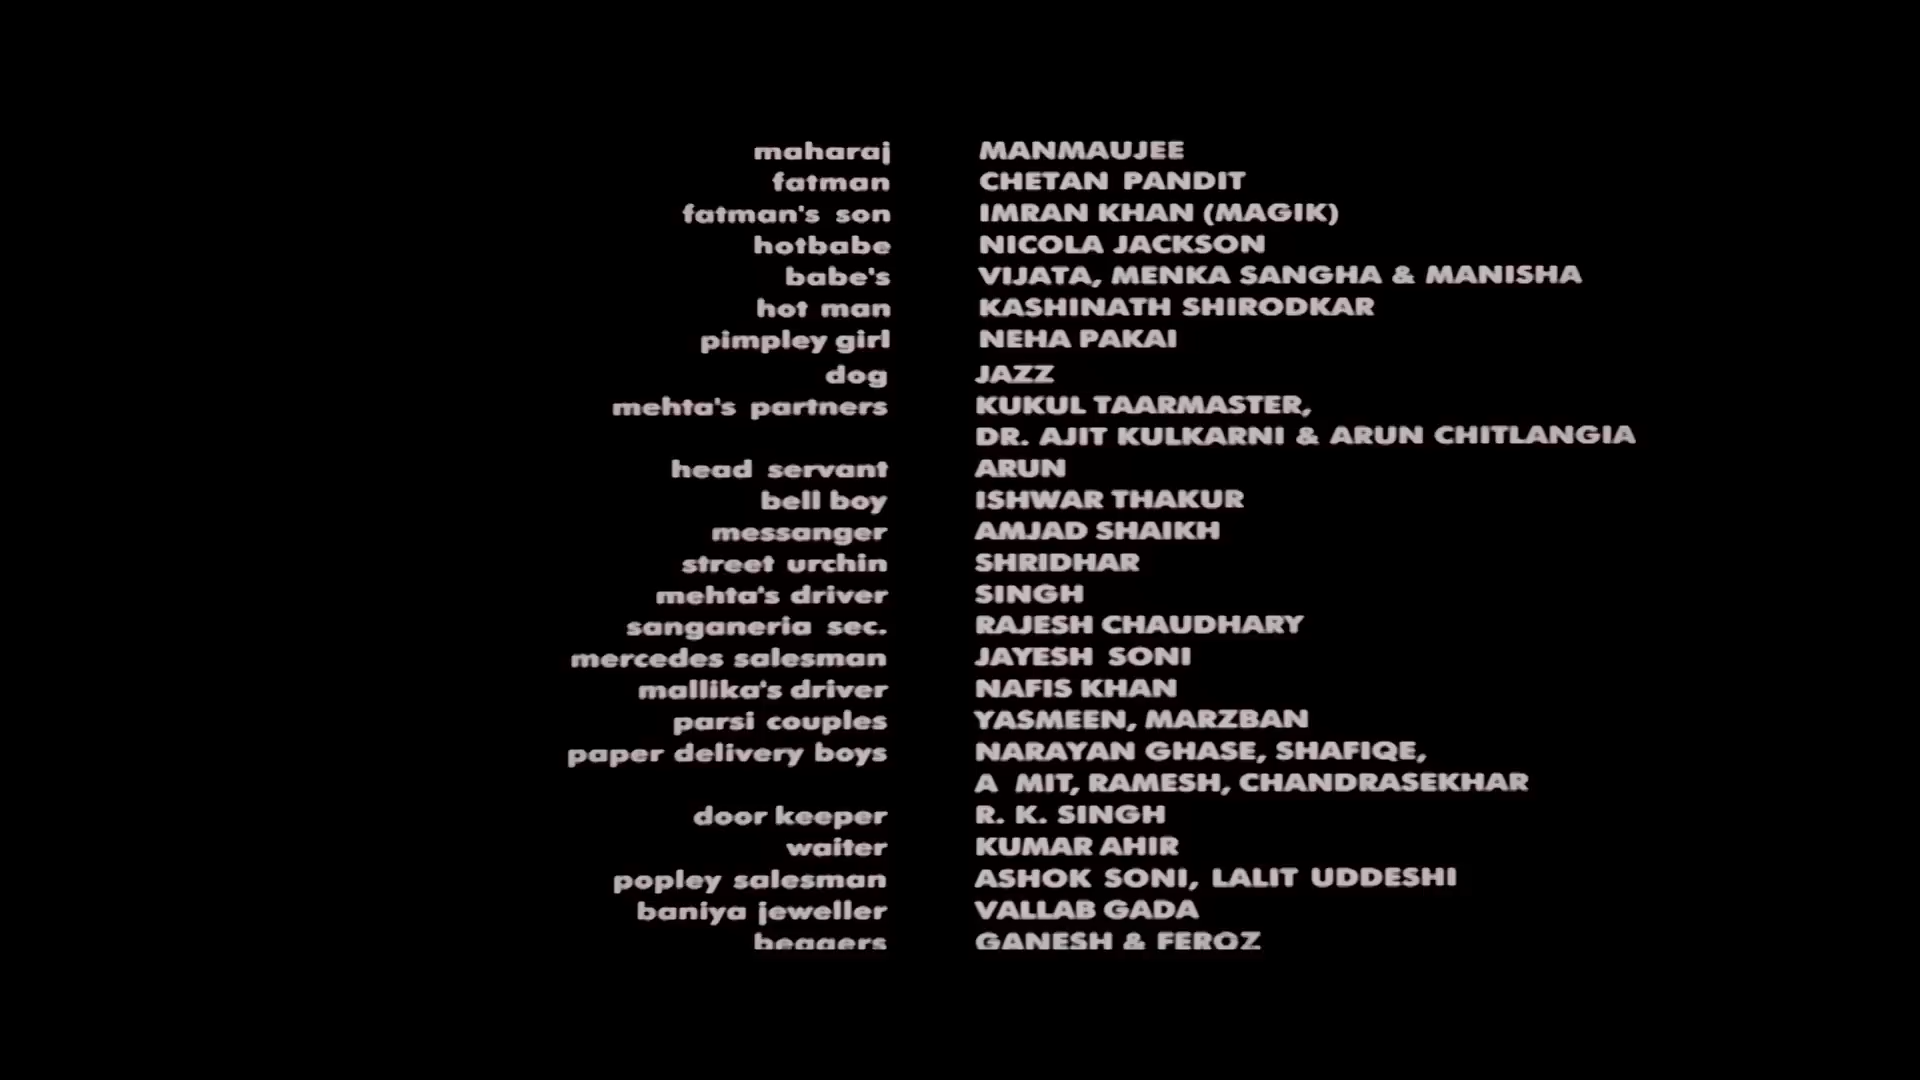 maharaj MANMAUJEE
fatman CHETAN PANDIT
fatman's son IMRAN KHAN (MAGIK)
hotbabe NICOLA JACKSON
babe's VIJATA, MENKA SANGHA & MANISHA
hot man KASHINATH SHIRODKAR
pimpley girl NEHA PAKAI
dog JAZZ
mehta's partners KUKUL TAARMASTER,
DR. AJIT KULKARNI & ARUN CHITLANGIA
head servant ARUN
bell boy ISHWAR THAKUR
messanger AMJAD SHAIKH
street urchin SHRIDHAR
mehta's driver SINGH
sanganeria sec. RAJESH CHAUDHARY
mercedes salesman JAYESH SONI
mallika's driver NAFIS KHAN
parsi couples YASMEEN, MARZBAN
paper delivery boys NARAYAN GHASE, SHAFIQE,
A MIT, RAMESH, CHANDRASEKHAR
door keeper R. K. SINGH
waiter KUMAR AHIR
popley salesman ASHOK SONI, LALIT UDDESHI
baniya jeweller VALLAB GADA
beggers GANESH & FEROZ